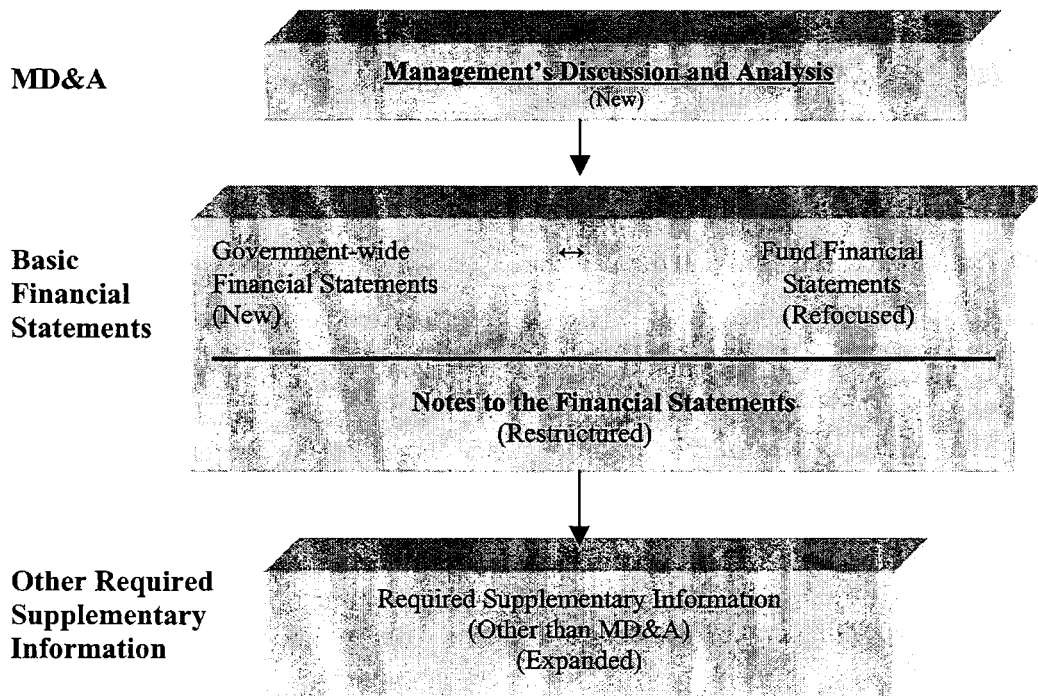 MD&A
Management's Discussion and Analysis
(New)
Basic
Financial
Statements
Government-wide
Financial Statements
(New)
↔
Fund Financial
Statements
(Refocused)
Notes to the Financial Statements
(Restructured)
Other Required
Supplementary
Information
Required Supplementary Information
(Other than MD&A)
(Expanded)